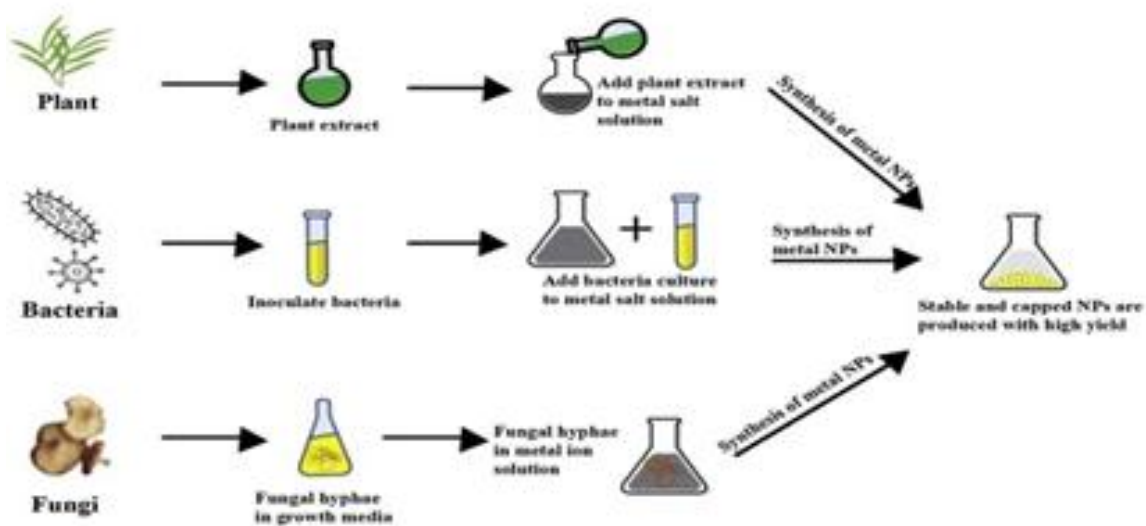 Plant
Plant extract
Add plant extract
to metal salt
solution
Synthesis of metal NPs
Bacteria
Inoculate bacteria
Add bacteria culture
to metal salt solution
Synthesis of
metal NPs
Stable and capped NPs are
produced with high yield
Fungi
Fungal hyphae
in growth media
Fungal hyphae
in metal ion
solution
Synthesis of metal NPs